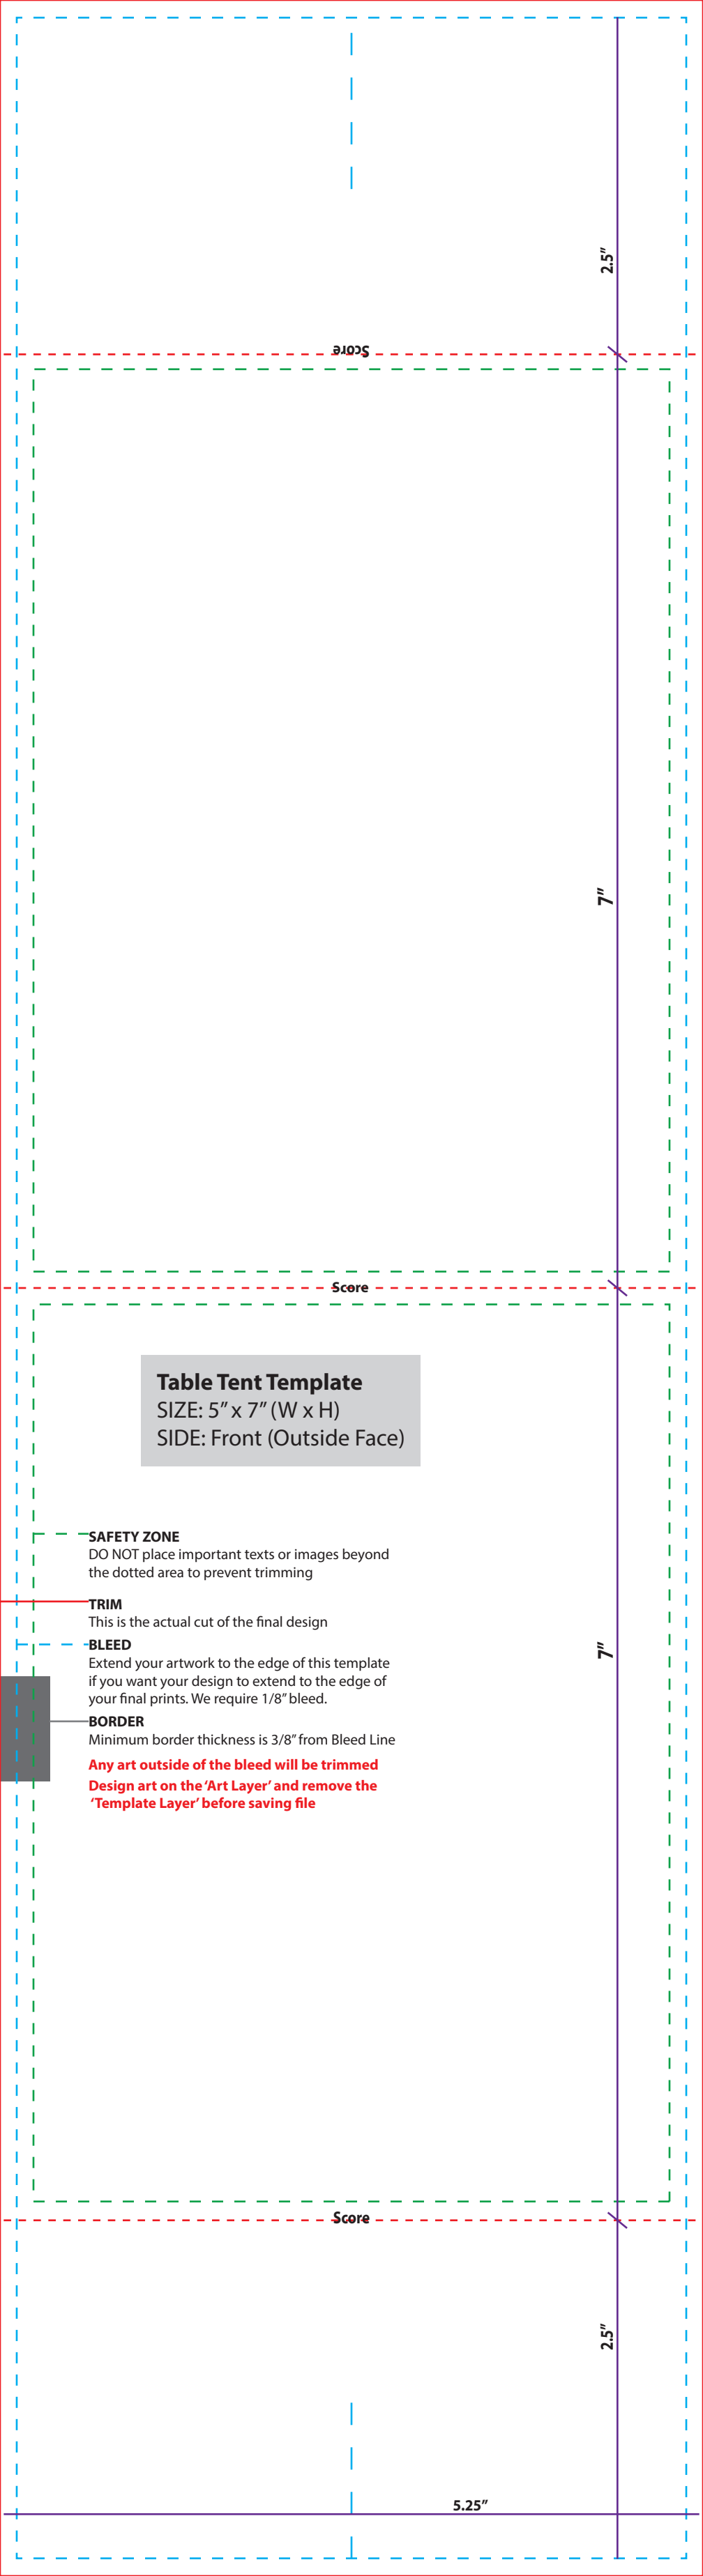 2.5"
Score
7"
Score
Table Tent Template
SIZE: 5” x 7” (W x H)
SIDE: Front (Outside Face)
SAFETY ZONE
DO NOT place important texts or images beyond
the dotted area to prevent trimming
TRIM
This is the actual cut of the final design
BLEED
Extend your artwork to the edge of this template
if you want your design to extend to the edge of
your final prints. We require 1/8” bleed.
BORDER
Minimum border thickness is 3/8” from Bleed Line
Any art outside of the bleed will be trimmed
Design art on the ‘Art Layer’ and remove the
‘Template Layer’ before saving file
7"
Score
2.5"
5.25”